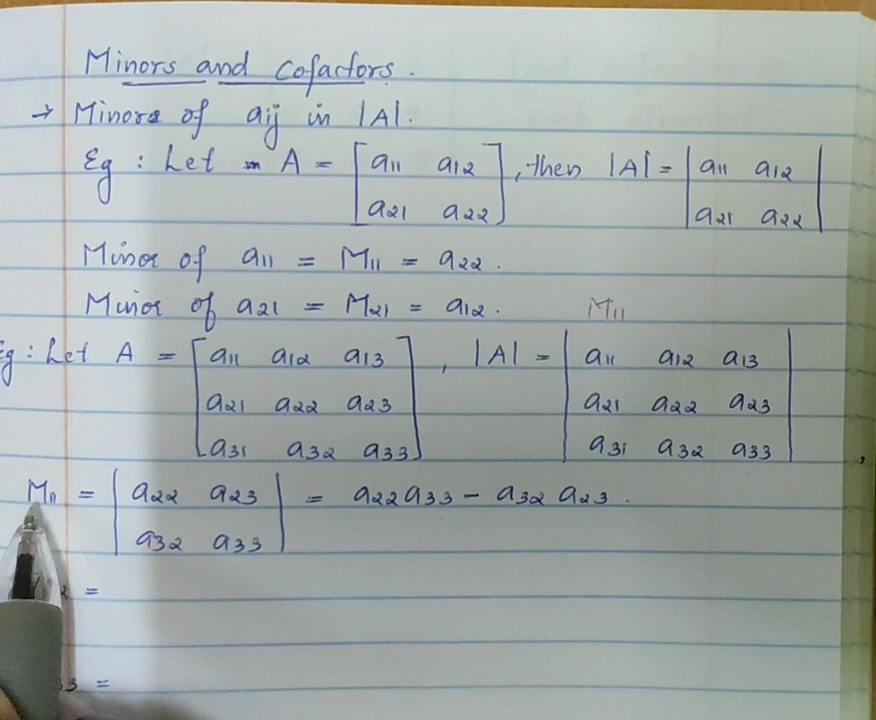 Minors and Cofactors.
→ Minors of aij in |A|.
Eg : Let A = [a11 a12, then |A| = |a11 a12|
a21 a22] a21 a22|
Minor of a11 = M11 = a22.
Minor of a21 = M21 = a12. M11
Eg : Let A = [a11 a12 a13], |A| = |a11 a12 a13|
a21 a22 a23 a21 a22 a23
a31 a32 a33 a31 a32 a33 ,
M11 = |a22 a23| = a22a33 - a32 a23.
a32 a33
2 =
33 =